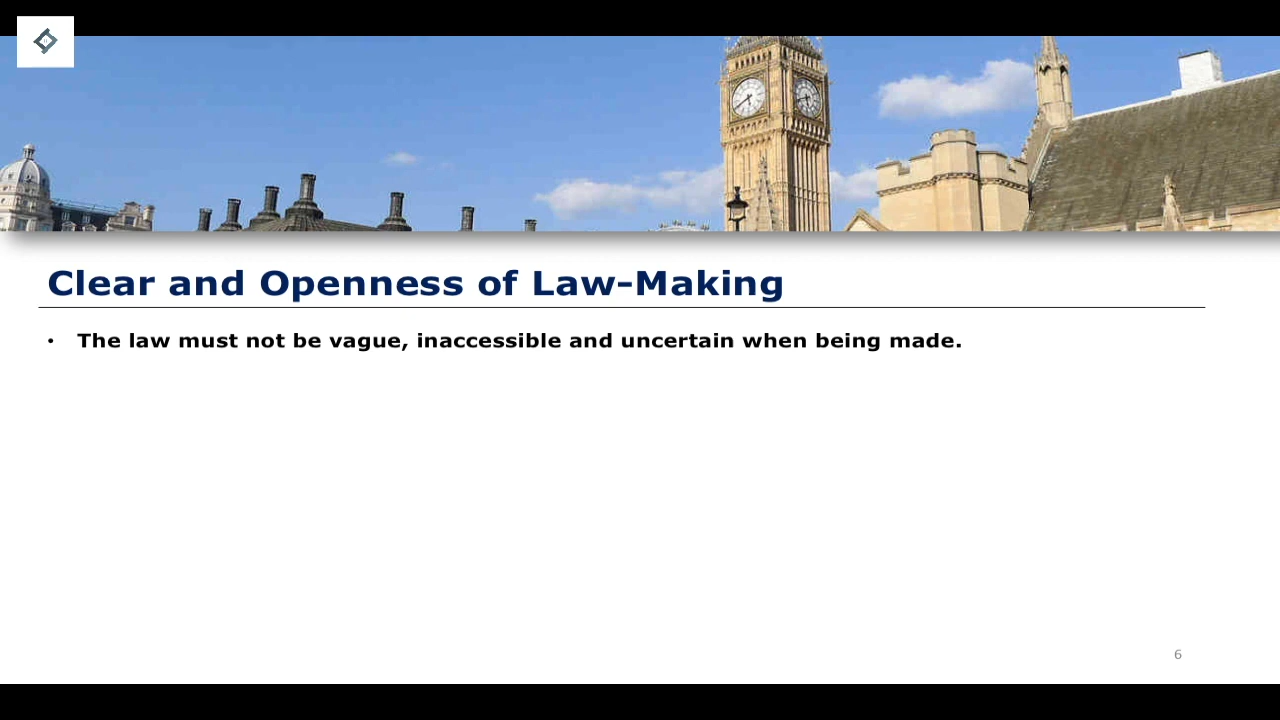 Clear and Openness of Law-Making
• The law must not be vague, inaccessible and uncertain when being made.
6